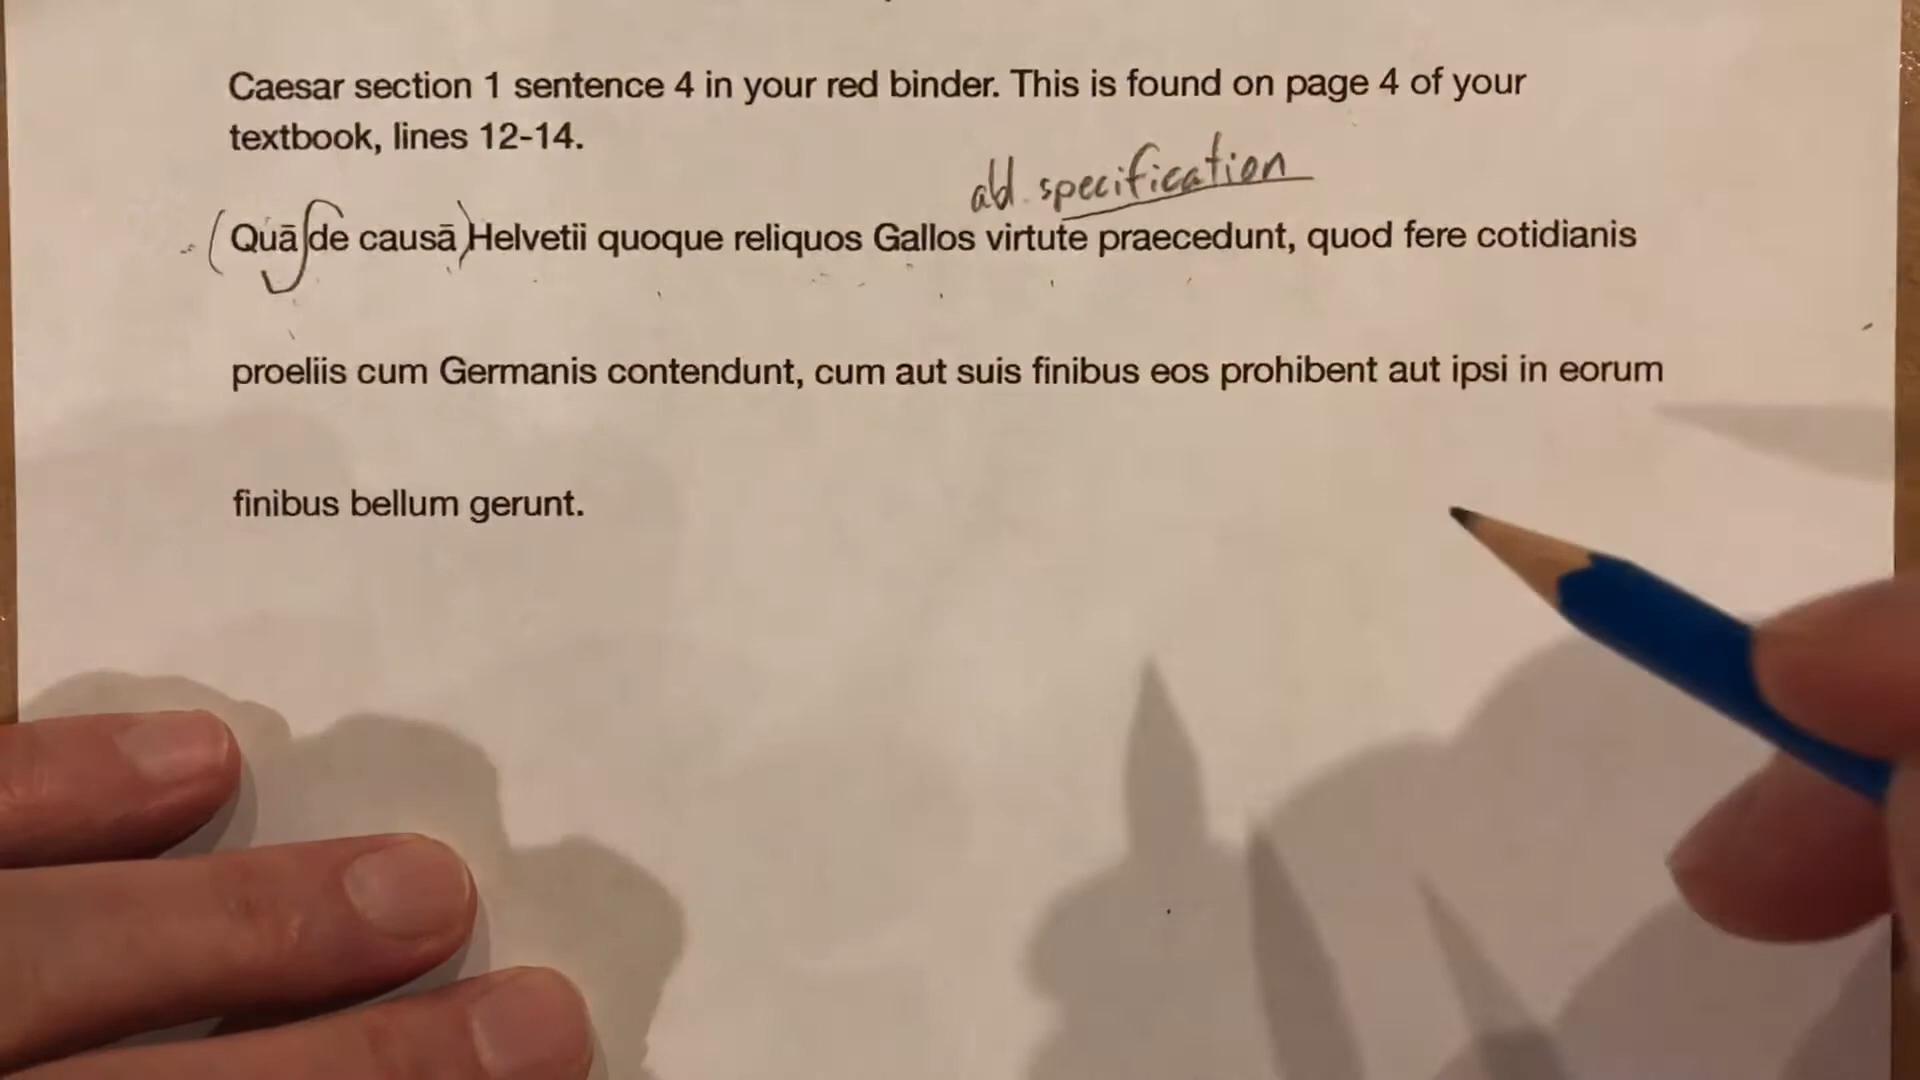 Caesar section 1 sentence 4 in your red binder. This is found on page 4 of your
textbook, lines 12-14.
abl. specification
(Quā de causā) Helvetii quoque reliquos Gallos virtute praecedunt, quod fere cotidianis
proeliis cum Germanis contendunt, cum aut suis finibus eos prohibent aut ipsi in eorum
finibus bellum gerunt.